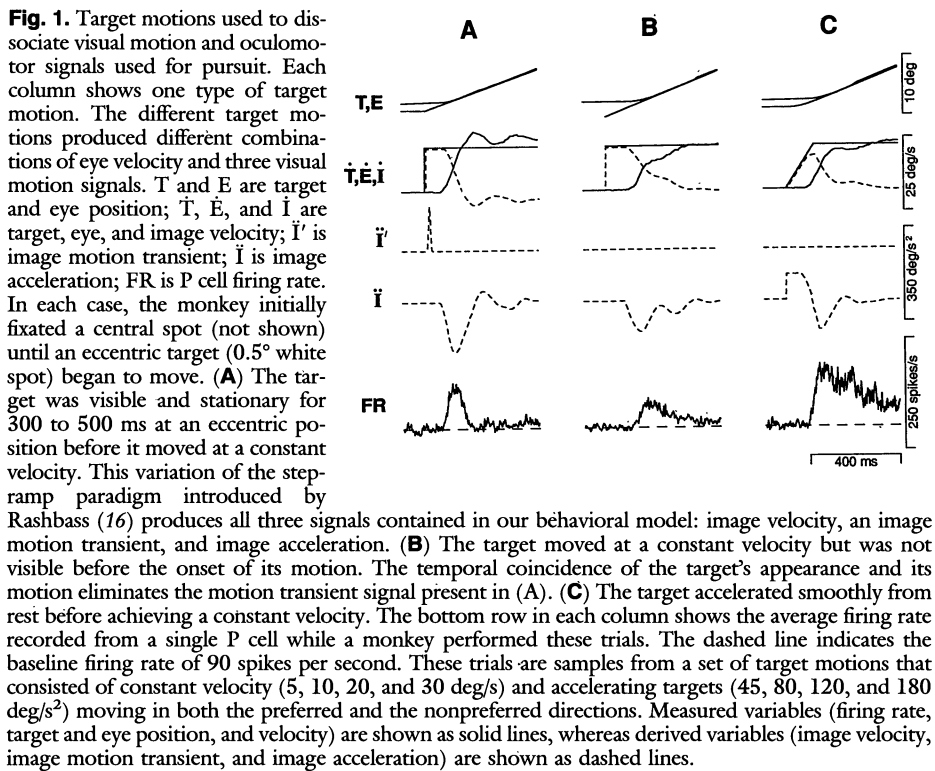 Fig. 1. Target motions used to dis-
sociate visual motion and oculomo-
tor signals used for pursuit. Each
column shows one type of target
motion. The different target mo-
tions produced different combina-
tions of eye velocity and three visual
motion signals. T and E are target
and eye position; Ṫ, Ė, and İ are
target, eye, and image velocity; Ï′ is
image motion transient; Ï is image
acceleration; FR is P cell firing rate.
In each case, the monkey initially
fixated a central spot (not shown)
until an eccentric target (0.5° white
spot) began to move. (A) The tar-
get was visible and stationary for
300 to 500 ms at an eccentric po-
sition before it moved at a constant
velocity. This variation of the step-
ramp paradigm introduced by
Rashbass (16) produces all three signals contained in our behavioral model: image velocity, an image
motion transient, and image acceleration. (B) The target moved at a constant velocity but was not
visible before the onset of its motion. The temporal coincidence of the target's appearance and its
motion eliminates the motion transient signal present in (A). (C) The target accelerated smoothly from
rest before achieving a constant velocity. The bottom row in each column shows the average firing rate
recorded from a single P cell while a monkey performed these trials. The dashed line indicates the
baseline firing rate of 90 spikes per second. These trials are samples from a set of target motions that
consisted of constant velocity (5, 10, 20, and 30 deg/s) and accelerating targets (45, 80, 120, and 180
deg/s²) moving in both the preferred and the nonpreferred directions. Measured variables (firing rate,
target and eye position, and velocity) are shown as solid lines, whereas derived variables (image velocity,
image motion transient, and image acceleration) are shown as dashed lines.
A
B
C
T,E
10 deg
Ṫ,Ė,İ
25 deg/s
Ï′
350 deg/s²
Ï
FR
250 spikes/s
400 ms